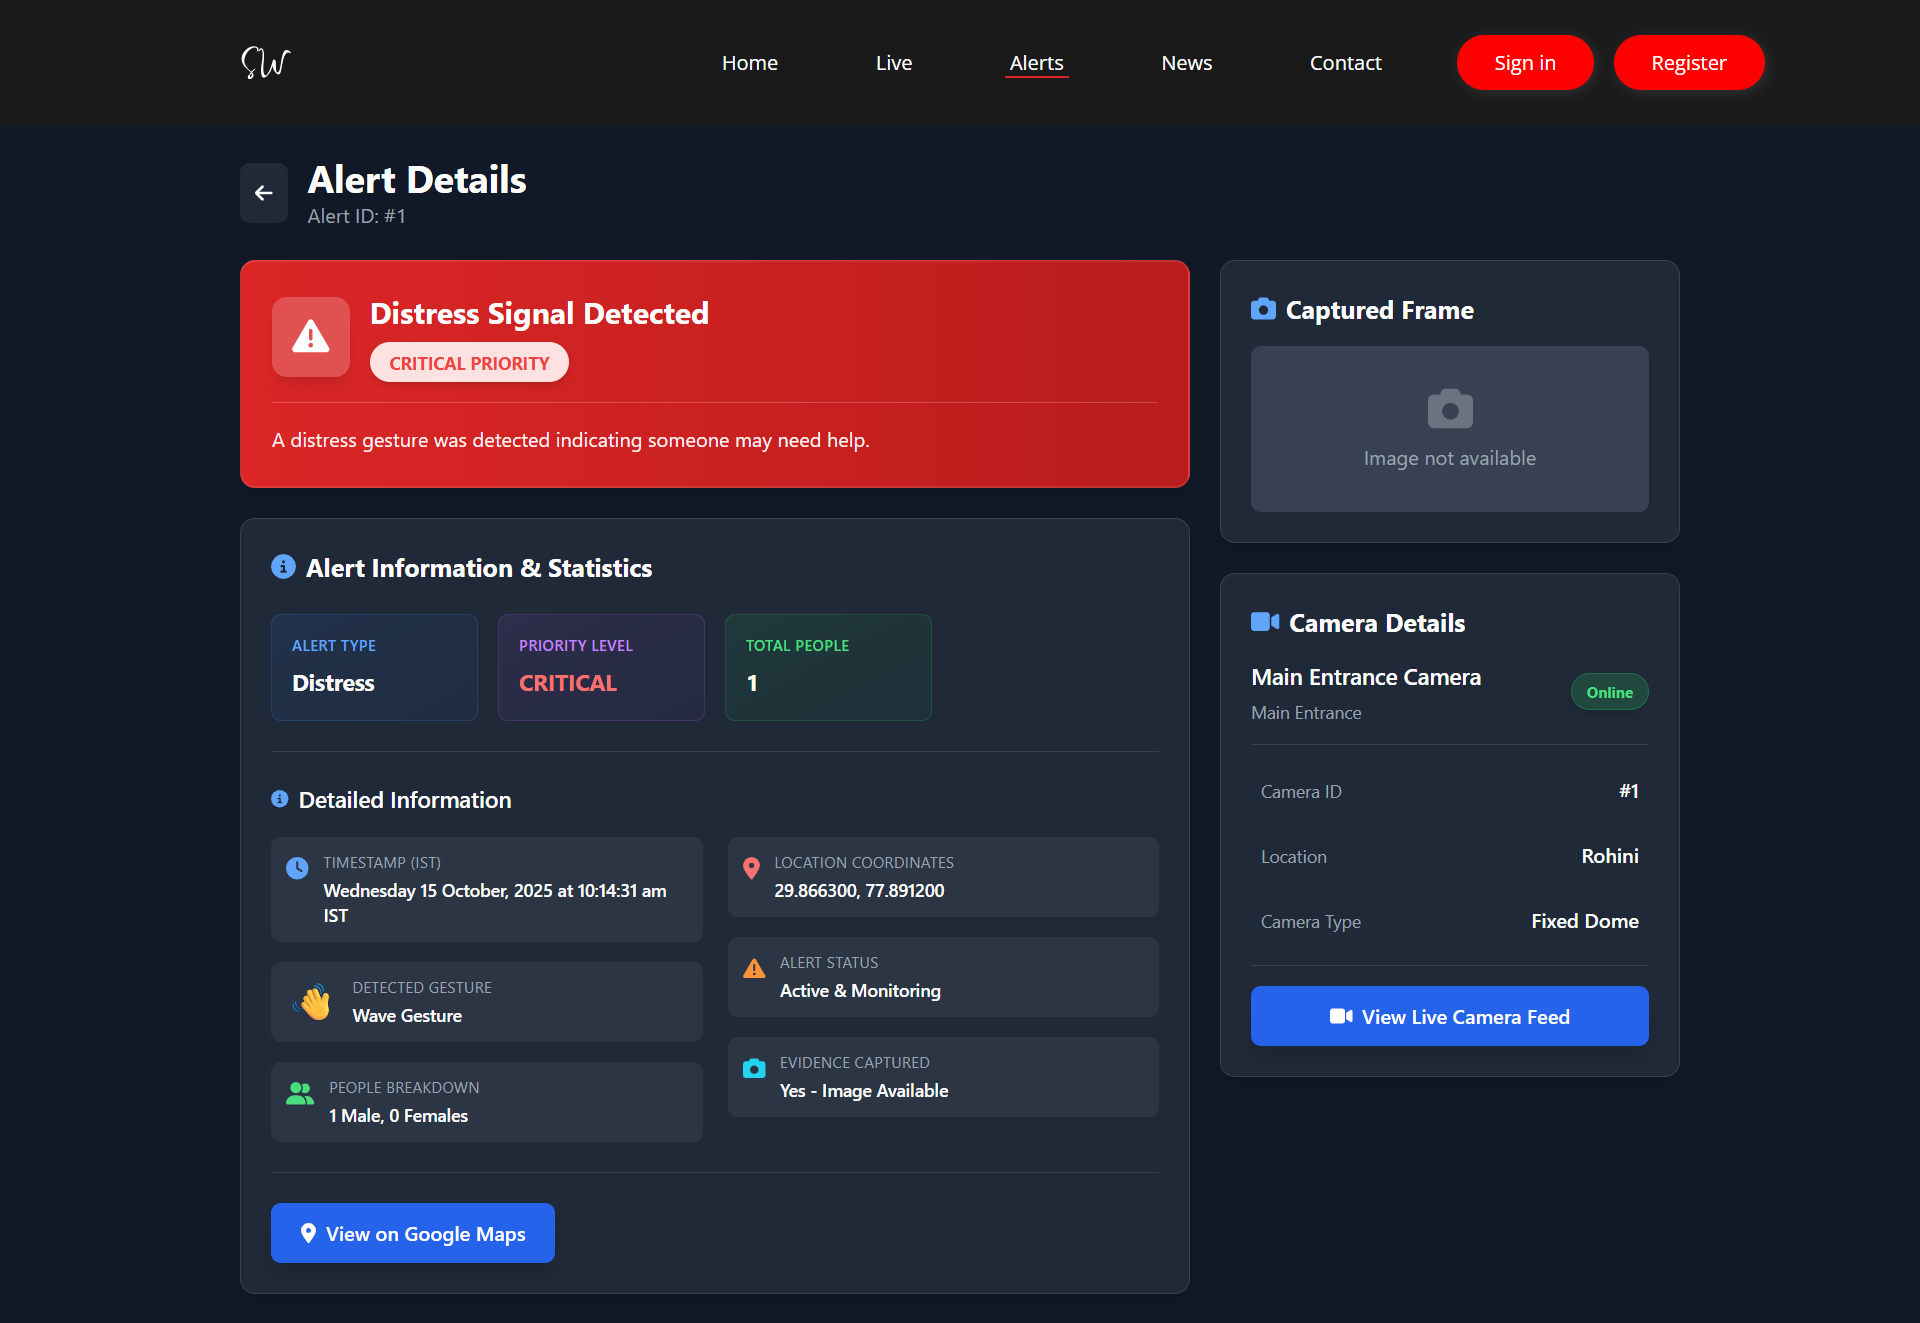 SW
Home
Live
Alerts
News
Contact
Sign in
Register
Alert Details
Alert ID: #1
Distress Signal Detected
CRITICAL PRIORITY
A distress gesture was detected indicating someone may need help.
Alert Information & Statistics
ALERT TYPE
Distress
PRIORITY LEVEL
CRITICAL
TOTAL PEOPLE
1
Detailed Information
TIMESTAMP (IST)
Wednesday 15 October, 2025 at 10:14:31 am
IST
DETECTED GESTURE
Wave Gesture
PEOPLE BREAKDOWN
1 Male, 0 Females
LOCATION COORDINATES
29.866300, 77.891200
ALERT STATUS
Active & Monitoring
EVIDENCE CAPTURED
Yes - Image Available
View on Google Maps
Captured Frame
Image not available
Camera Details
Main Entrance Camera
Main Entrance
Online
Camera ID
#1
Location
Rohini
Camera Type
Fixed Dome
View Live Camera Feed